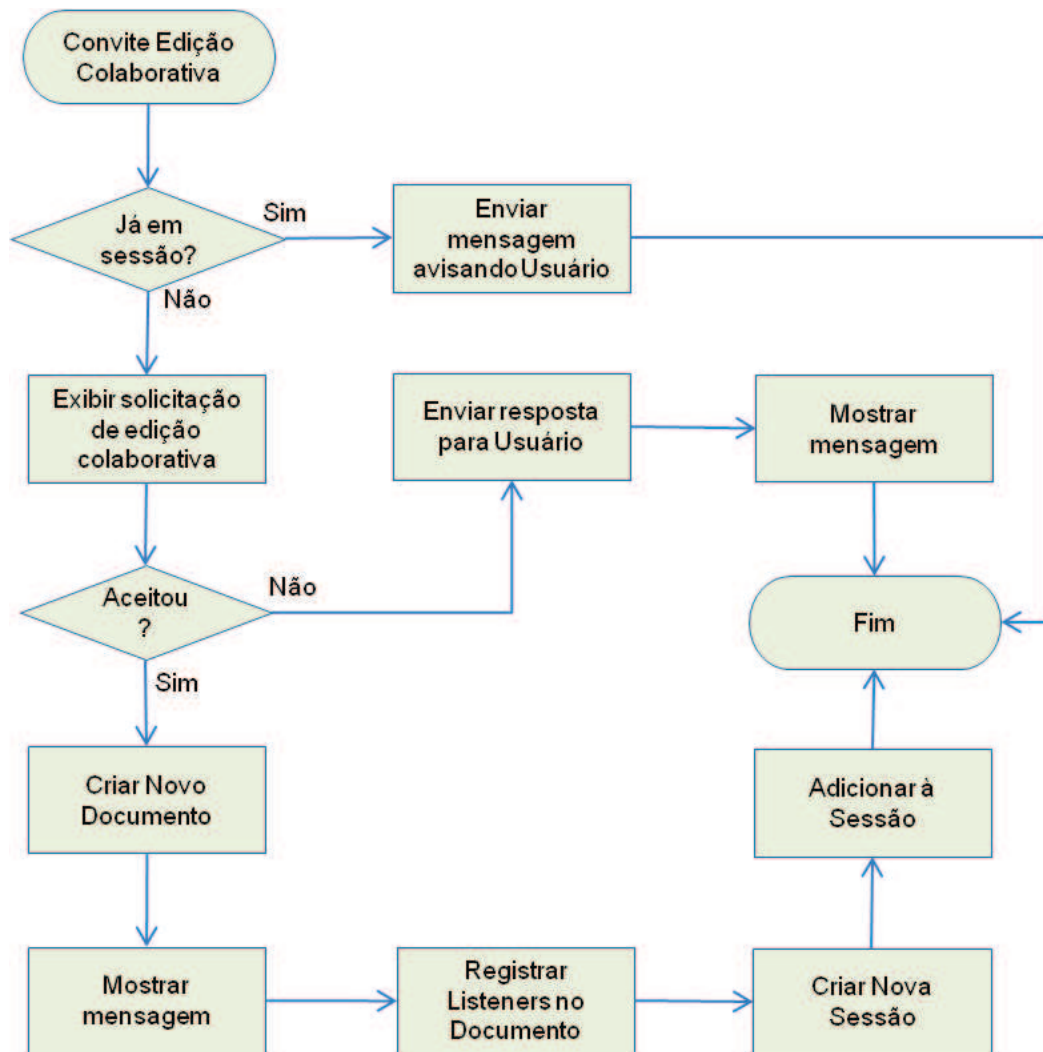 Convite Edição
Colaborativa
Já em
sessão?
Sim
Enviar
mensagem
avisando Usuário
Não
Exibir solicitação
de edição
colaborativa
Enviar resposta
para Usuário
Mostrar
mensagem
Aceitou
?
Não
Fim
Sim
Criar Novo
Documento
Adicionar à
Sessão
Mostrar
mensagem
Registrar
Listeners no
Documento
Criar Nova
Sessão